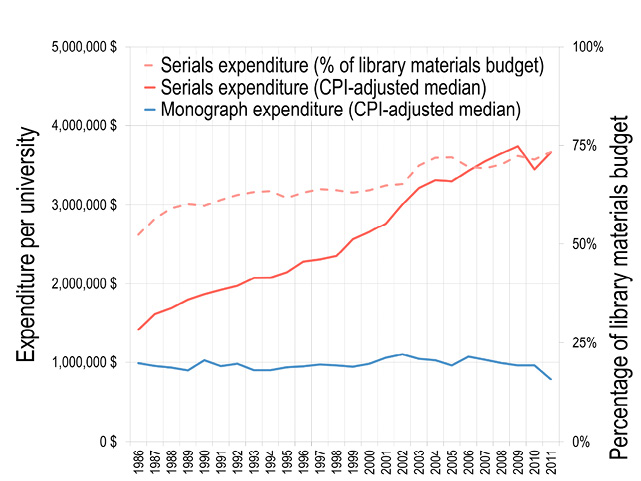 5,000,000 $
4,000,000 $
3,000,000 $
2,000,000 $
1,000,000 $
0 $
Expenditure per university
Serials expenditure (% of library materials budget)
Serials expenditure (CPI-adjusted median)
Monograph expenditure (CPI-adjusted median)
100%
75%
50%
25%
0%
Percentage of library materials budget
1986 1987 1988 1989 1990 1991 1992 1993 1994 1995 1996 1997 1998 1999 2000 2001 2002 2003 2004 2005 2006 2007 2008 2009 2010 2011